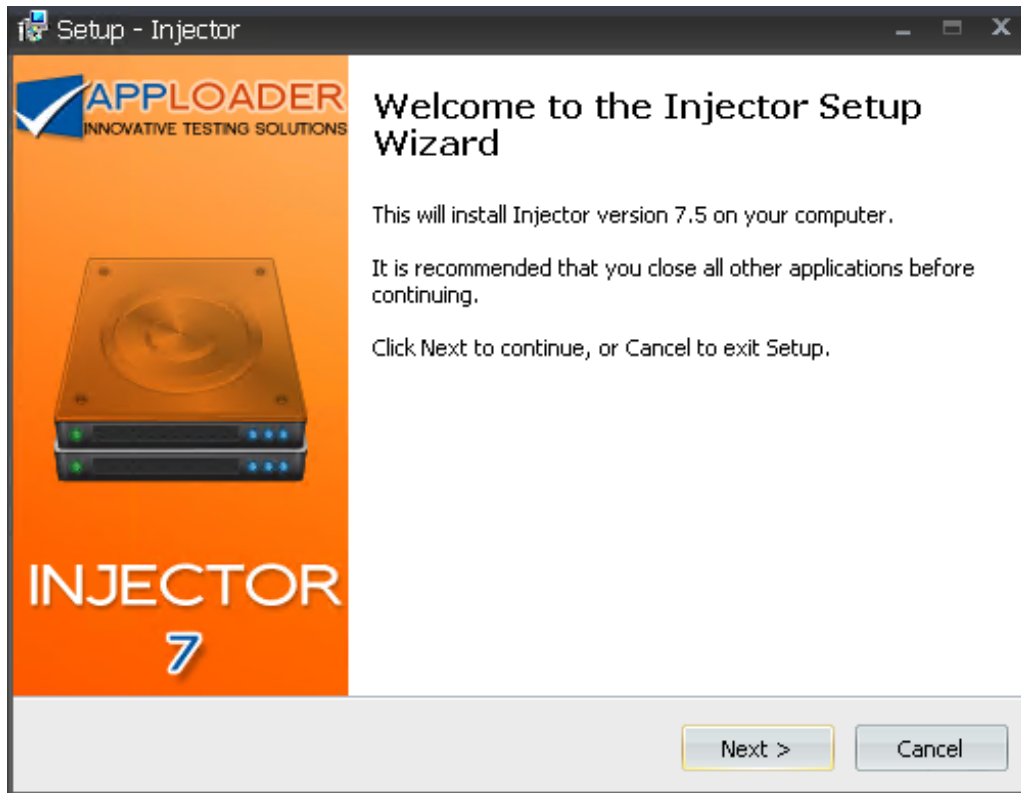 Setup - Injector
APPLOADER
INNOVATIVE TESTING SOLUTIONS
INJECTOR
7
Welcome to the Injector Setup
Wizard
This will install Injector version 7.5 on your computer.
It is recommended that you close all other applications before
continuing.
Click Next to continue, or Cancel to exit Setup.
Next >
Cancel